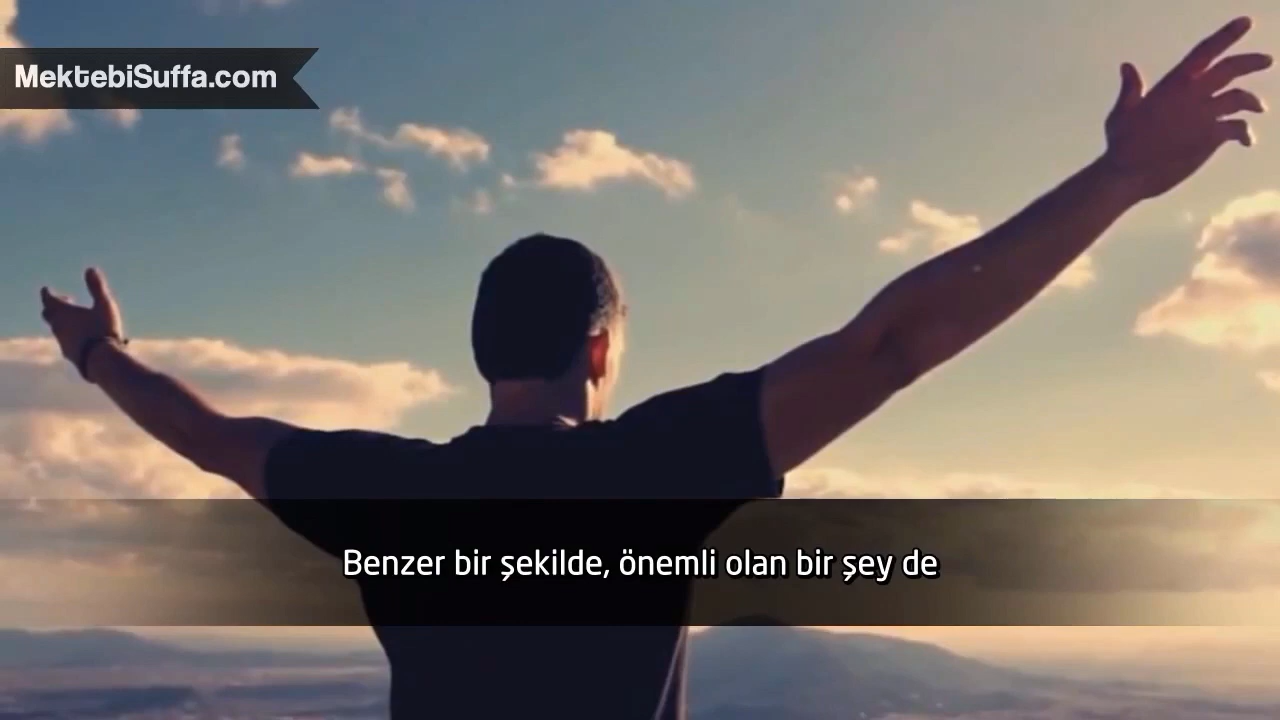 MektebiSuffa.com
Benzer bir şekilde, önemli olan bir şey de